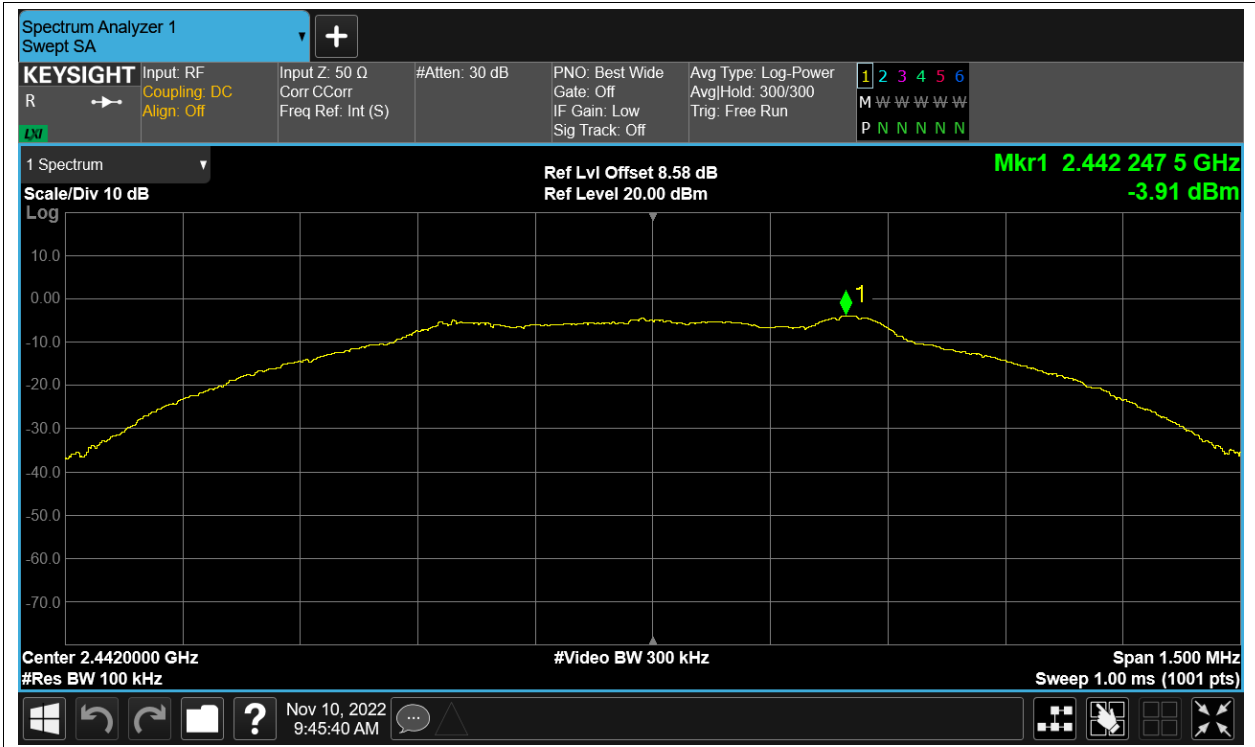 Spectrum Analyzer 1
Swept SA
+
KEYSIGHT
R
LXI
Input: RF
Coupling: DC
Align: Off
Input Z: 50 Ω
Corr CCorr
Freq Ref: Int (S)
#Atten: 30 dB
PNO: Best Wide
Gate: Off
IF Gain: Low
Sig Track: Off
Avg Type: Log-Power
Avg|Hold: 300/300
Trig: Free Run
1 2 3 4 5 6
M W W W W W
P N N N N N
1 Spectrum
Scale/Div 10 dB
Log
Ref Lvl Offset 8.58 dB
Ref Level 20.00 dBm
Mkr1 2.442 247 5 GHz
-3.91 dBm
10.0
0.00
-10.0
-20.0
-30.0
-40.0
-50.0
-60.0
-70.0
1
Center 2.4420000 GHz
#Res BW 100 kHz
#Video BW 300 kHz
Span 1.500 MHz
Sweep 1.00 ms (1001 pts)
?
Nov 10, 2022
9:45:40 AM